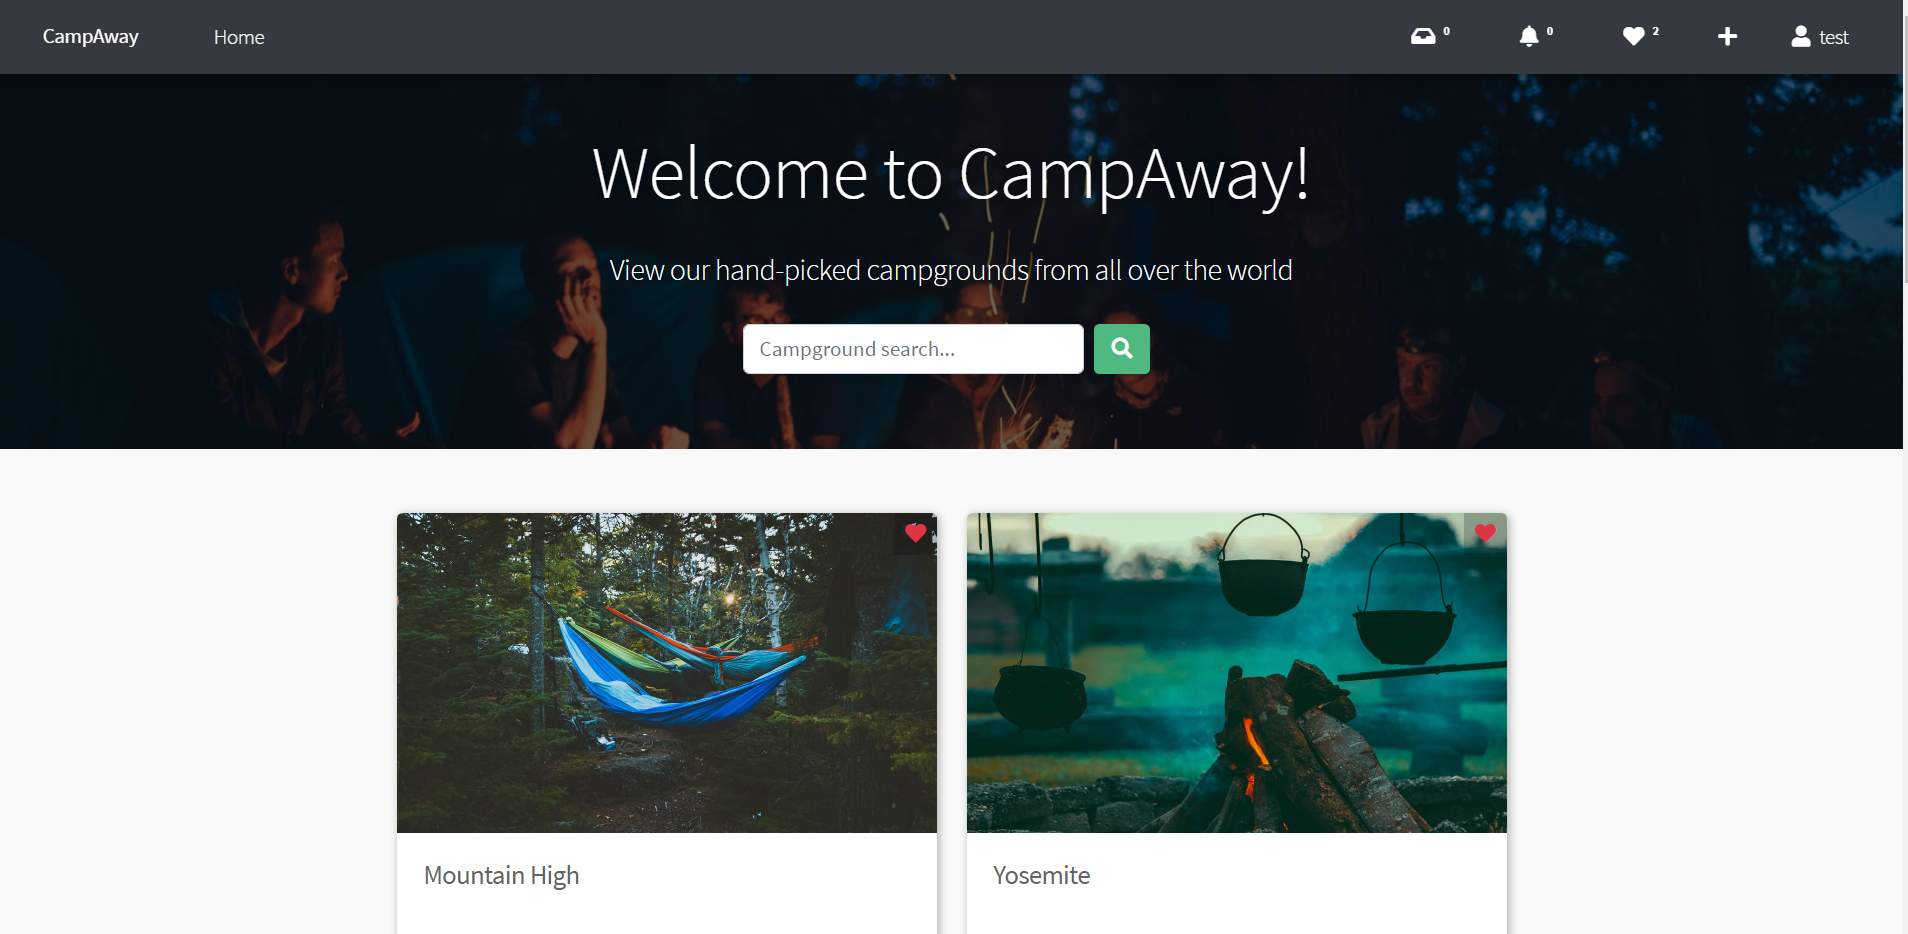 CampAway Home 0 0 2 test
Welcome to CampAway!
View our hand-picked campgrounds from all over the world
Campground search...
Mountain High
Yosemite